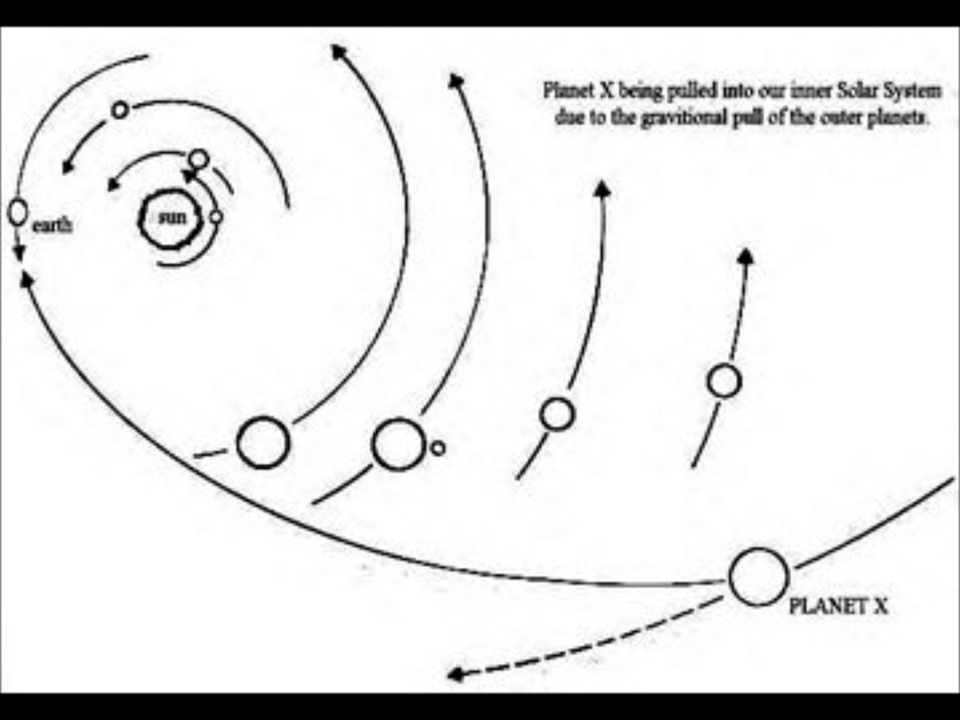 Planet X being pulled into our inner Solar System
due to the gravitional pull of the outer planets.
earth
sun
PLANET X